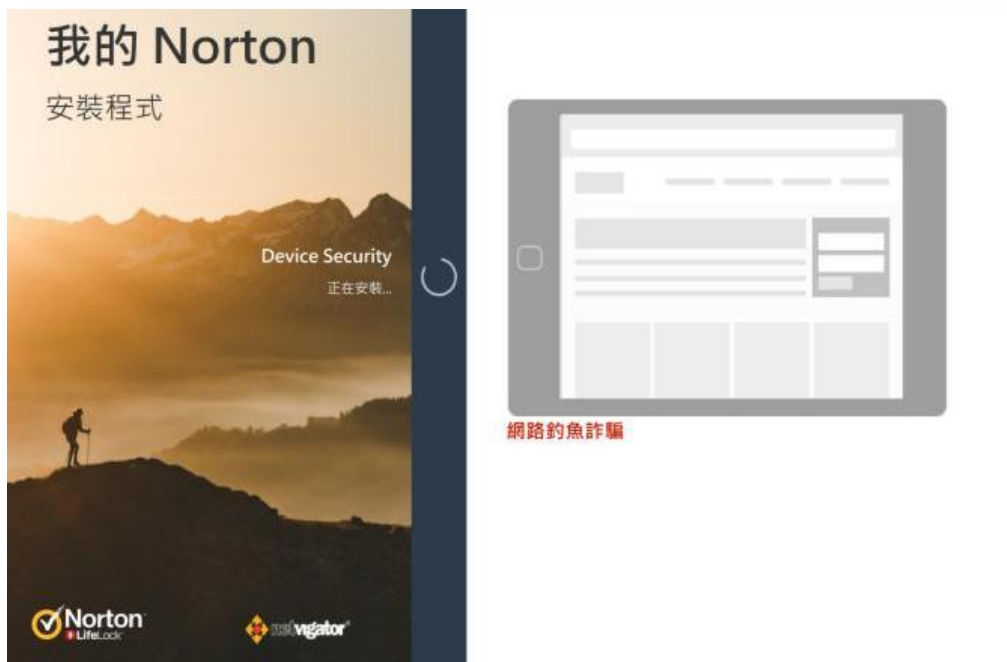 我的 Norton
安裝程式
Device Security
正在安裝...
Norton
LifeLock
netvigator
網路釣魚詐騙